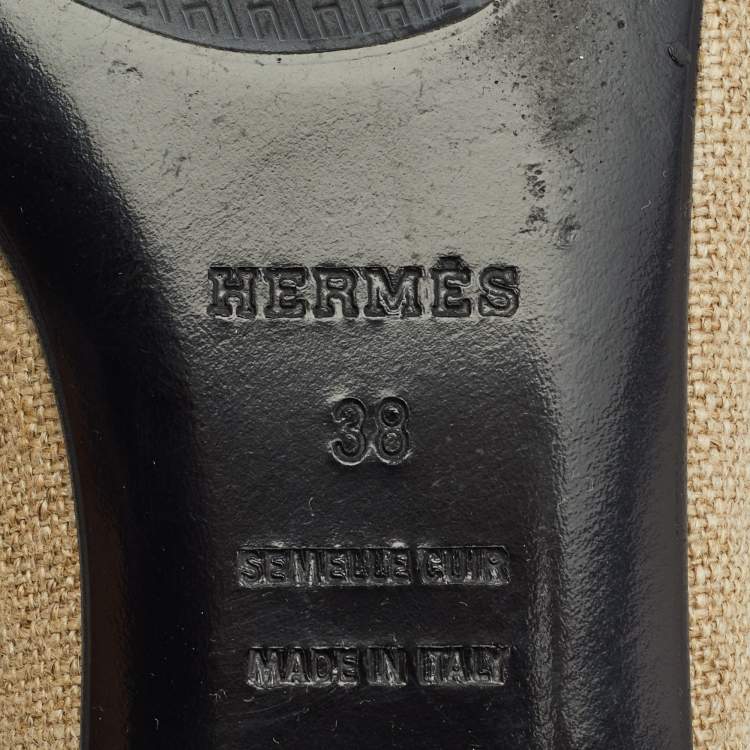 HERMÈS
38
SEMELLE CUIR
MADE IN ITALY